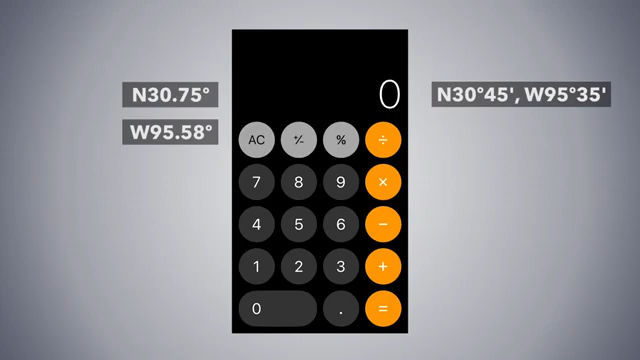 0
N30.75°
W95.58°
N30°45', W95°35'
AC +/- % ÷
7 8 9 ×
4 5 6 −
1 2 3 +
0 . =